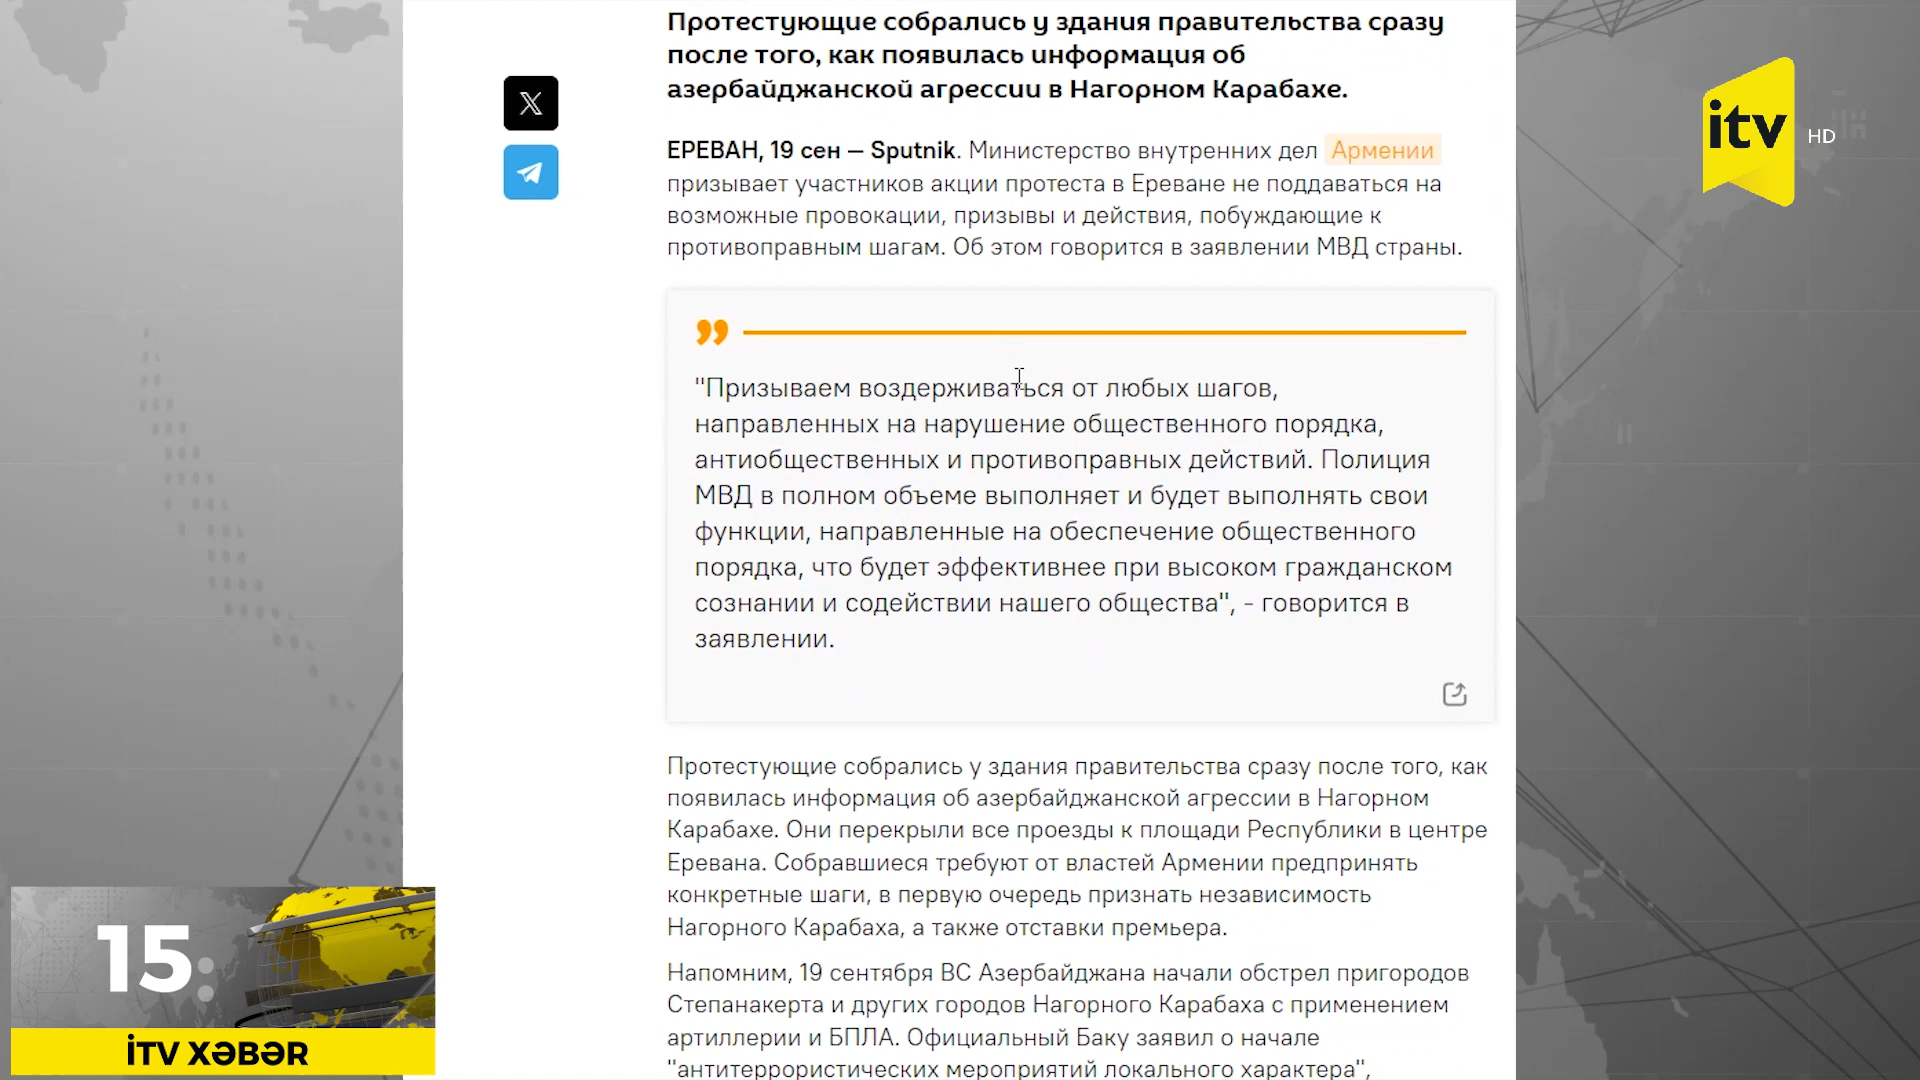 Протестующие собрались у здания правительства сразу
после того, как появилась информация об
азербайджанской агрессии в Нагорном Карабахе.
ЕРЕВАН, 19 сен — Sputnik. Министерство внутренних дел Армении
призывает участников акции протеста в Ереване не поддаваться на
возможные провокации, призывы и действия, побуждающие к
противоправным шагам. Об этом говорится в заявлении МВД страны.
"Призываем воздерживаться от любых шагов,
направленных на нарушение общественного порядка,
антиобщественных и противоправных действий. Полиция
МВД в полном объеме выполняет и будет выполнять свои
функции, направленные на обеспечение общественного
порядка, что будет эффективнее при высоком гражданском
сознании и содействии нашего общества", - говорится в
заявлении.
Протестующие собрались у здания правительства сразу после того, как
появилась информация об азербайджанской агрессии в Нагорном
Карабахе. Они перекрыли все проезды к площади Республики в центре
Еревана. Собравшиеся требуют от властей Армении предпринять
конкретные шаги, в первую очередь признать независимость
Нагорного Карабаха, а также отставки премьера.
Напомним, 19 сентября ВС Азербайджана начали обстрел пригородов
Степанакерта и других городов Нагорного Карабаха с применением
артиллерии и БПЛА. Официальный Баку заявил о начале
"антитеррористических мероприятий локального характера",
itv HD
15:
İTV XƏBƏR